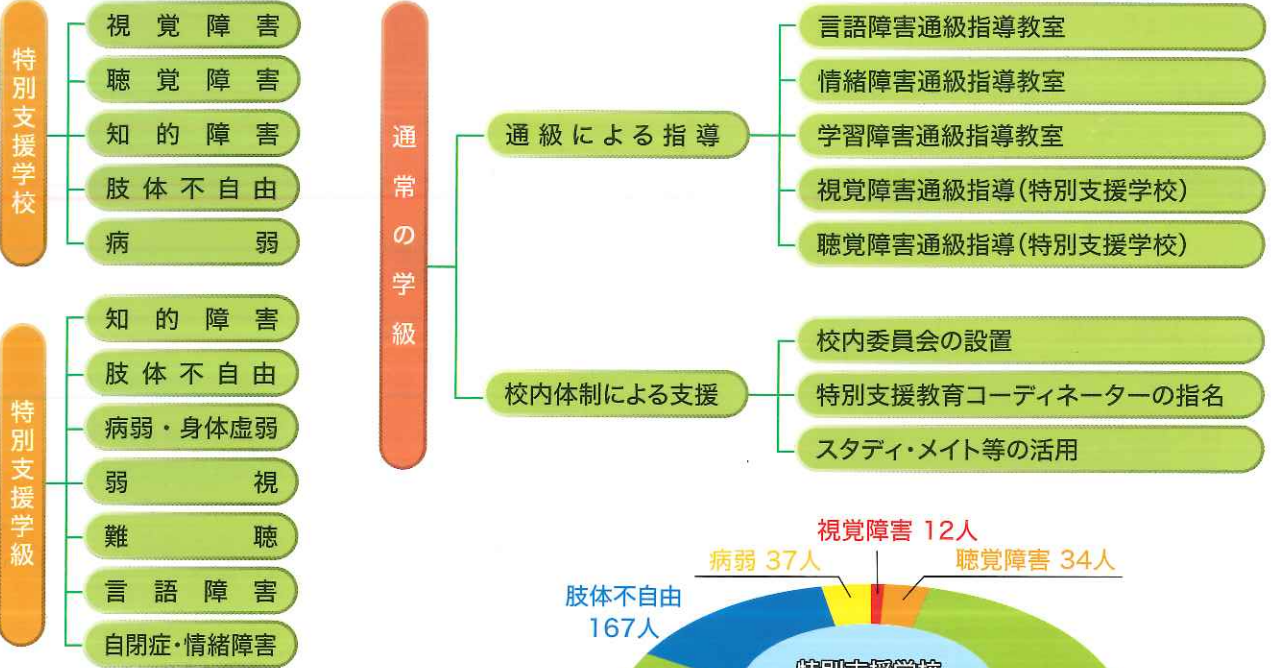 特別支援学校
視覚障害
聴覚障害
知的障害
肢体不自由
病弱
特別支援学級
知的障害
肢体不自由
病弱・身体虚弱
弱視
難聴
言語障害
自閉症・情緒障害
通常の学級
通級による指導
言語障害通級指導教室
情緒障害通級指導教室
学習障害通級指導教室
視覚障害通級指導(特別支援学校)
聴覚障害通級指導(特別支援学校)
校内体制による支援
校内委員会の設置
特別支援教育コーディネーターの指名
スタディ・メイト等の活用
視覚障害 12人
病弱 37人
聴覚障害 34人
肢体不自由
167人
特別支援学校